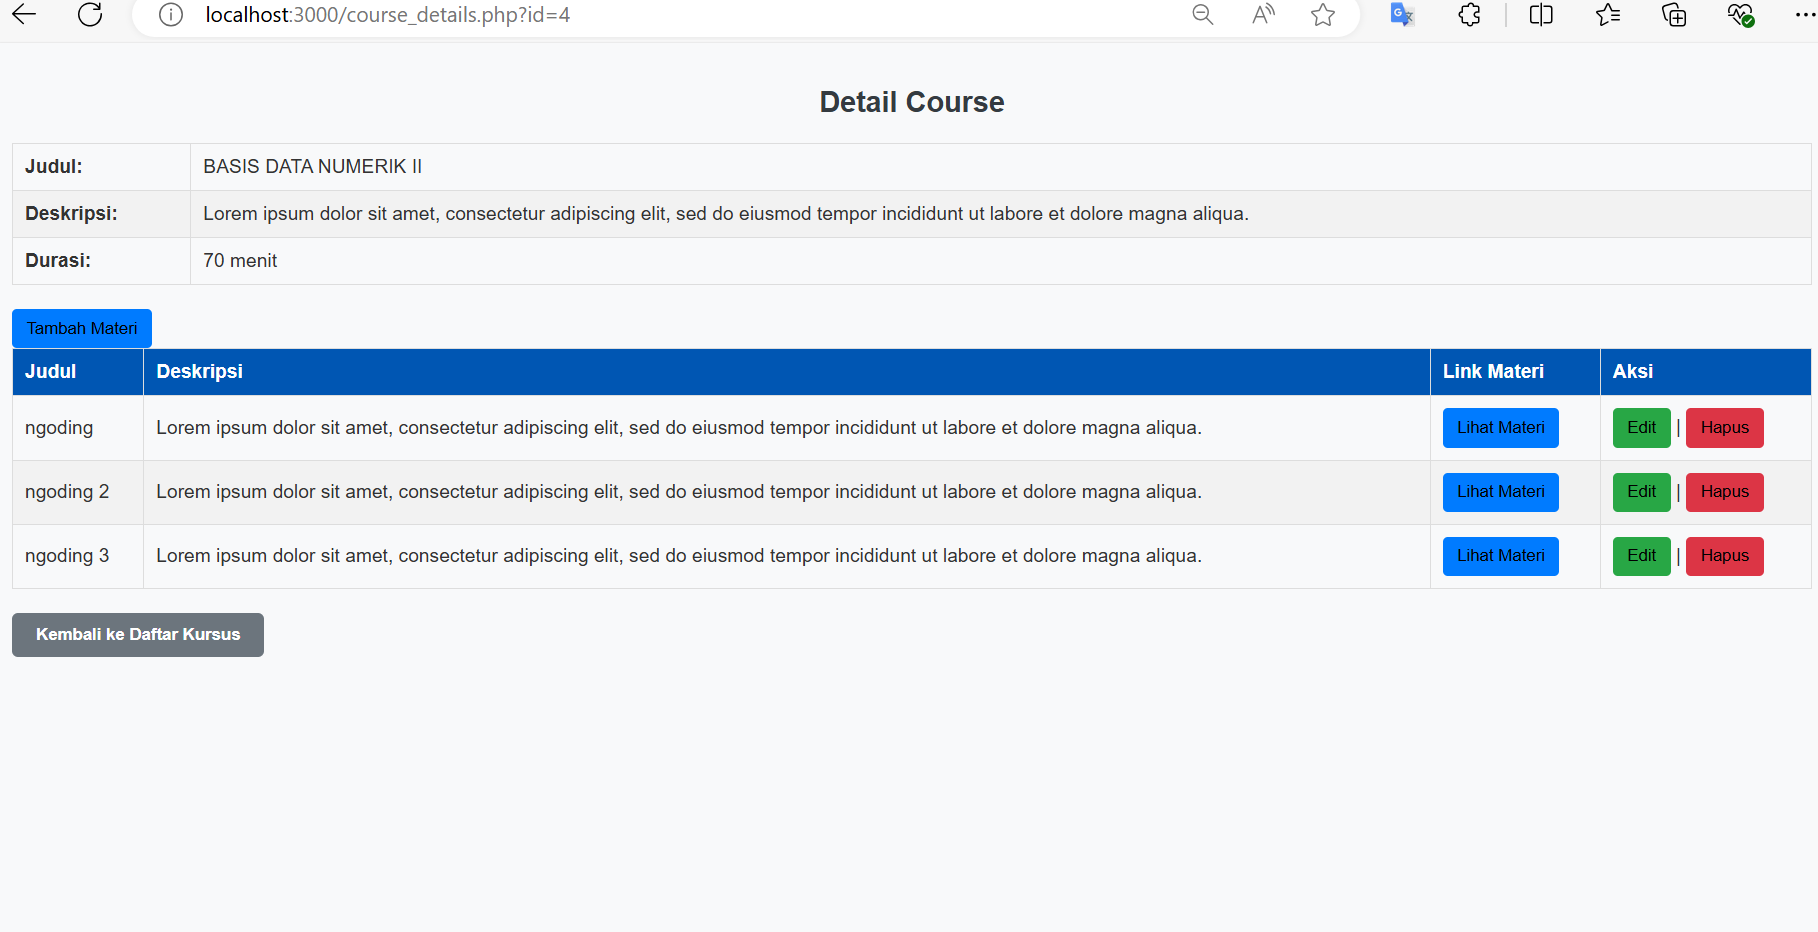 localhost:3000/course_details.php?id=4
Detail Course
Judul: BASIS DATA NUMERIK II
Deskripsi: Lorem ipsum dolor sit amet, consectetur adipiscing elit, sed do eiusmod tempor incididunt ut labore et dolore magna aliqua.
Durasi: 70 menit
Tambah Materi
Judul Deskripsi Link Materi Aksi
ngoding Lorem ipsum dolor sit amet, consectetur adipiscing elit, sed do eiusmod tempor incididunt ut labore et dolore magna aliqua. Lihat Materi Edit | Hapus
ngoding 2 Lorem ipsum dolor sit amet, consectetur adipiscing elit, sed do eiusmod tempor incididunt ut labore et dolore magna aliqua. Lihat Materi Edit | Hapus
ngoding 3 Lorem ipsum dolor sit amet, consectetur adipiscing elit, sed do eiusmod tempor incididunt ut labore et dolore magna aliqua. Lihat Materi Edit | Hapus
Kembali ke Daftar Kursus